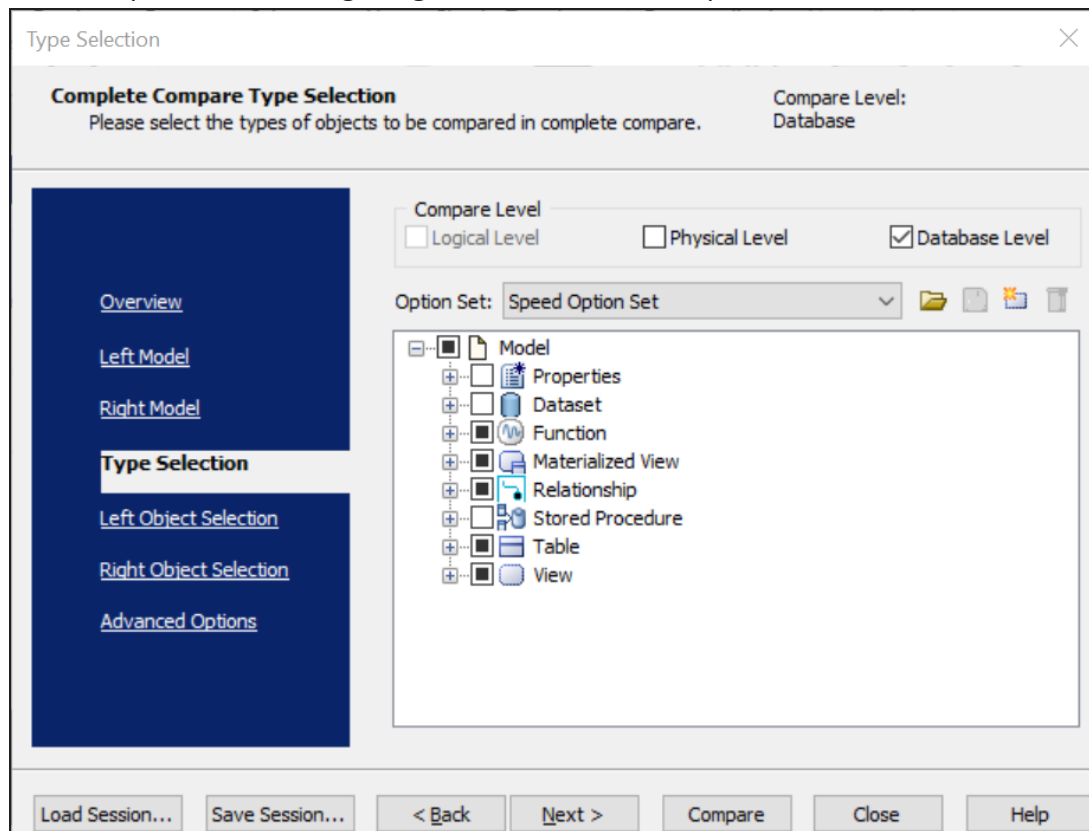 Type Selection
Complete Compare Type Selection
Please select the types of objects to be compared in complete compare.
Compare Level:
Database
Overview
Left Model
Right Model
Type Selection
Left Object Selection
Right Object Selection
Advanced Options
Compare Level
Logical Level Physical Level Database Level
Option Set: Speed Option Set
Model
Properties
Dataset
Function
Materialized View
Relationship
Stored Procedure
Table
View
Load Session... Save Session... < Back Next > Compare Close Help